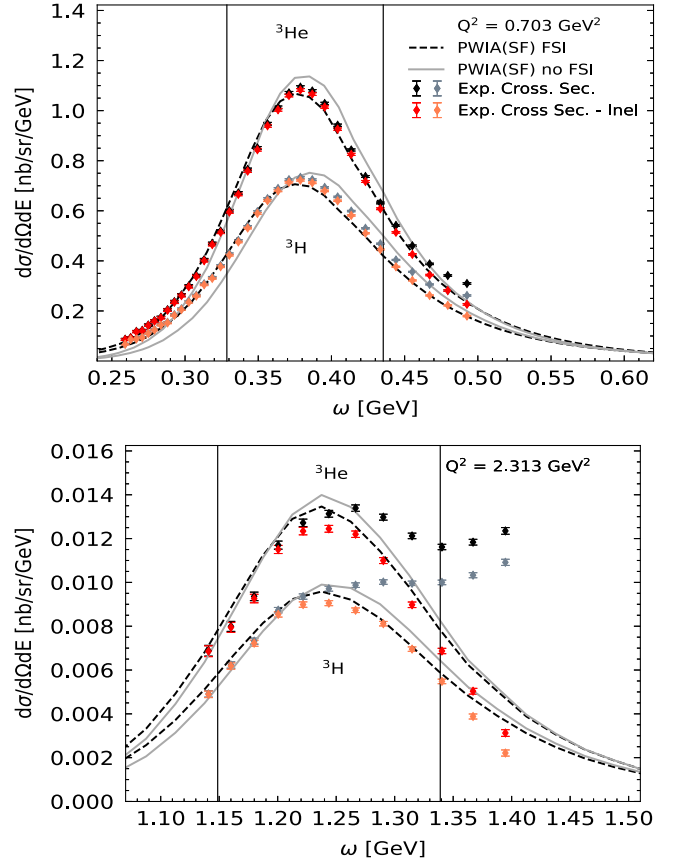 1.4
1.2
1.0
0.8
0.6
0.4
0.2
dσ/dΩdE [nb/sr/GeV]
³He
³H
Q² = 0.703 GeV²
PWIA(SF) FSI
PWIA(SF) no FSI
Exp. Cross. Sec.
Exp. Cross Sec. - Inel
0.25 0.30 0.35 0.40 0.45 0.50 0.55 0.60
ω [GeV]
0.016
0.014
0.012
0.010
0.008
0.006
0.004
0.002
0.000
dσ/dΩdE [nb/sr/GeV]
³He
Q² = 2.313 GeV²
³H
1.10 1.15 1.20 1.25 1.30 1.35 1.40 1.45 1.50
ω [GeV]